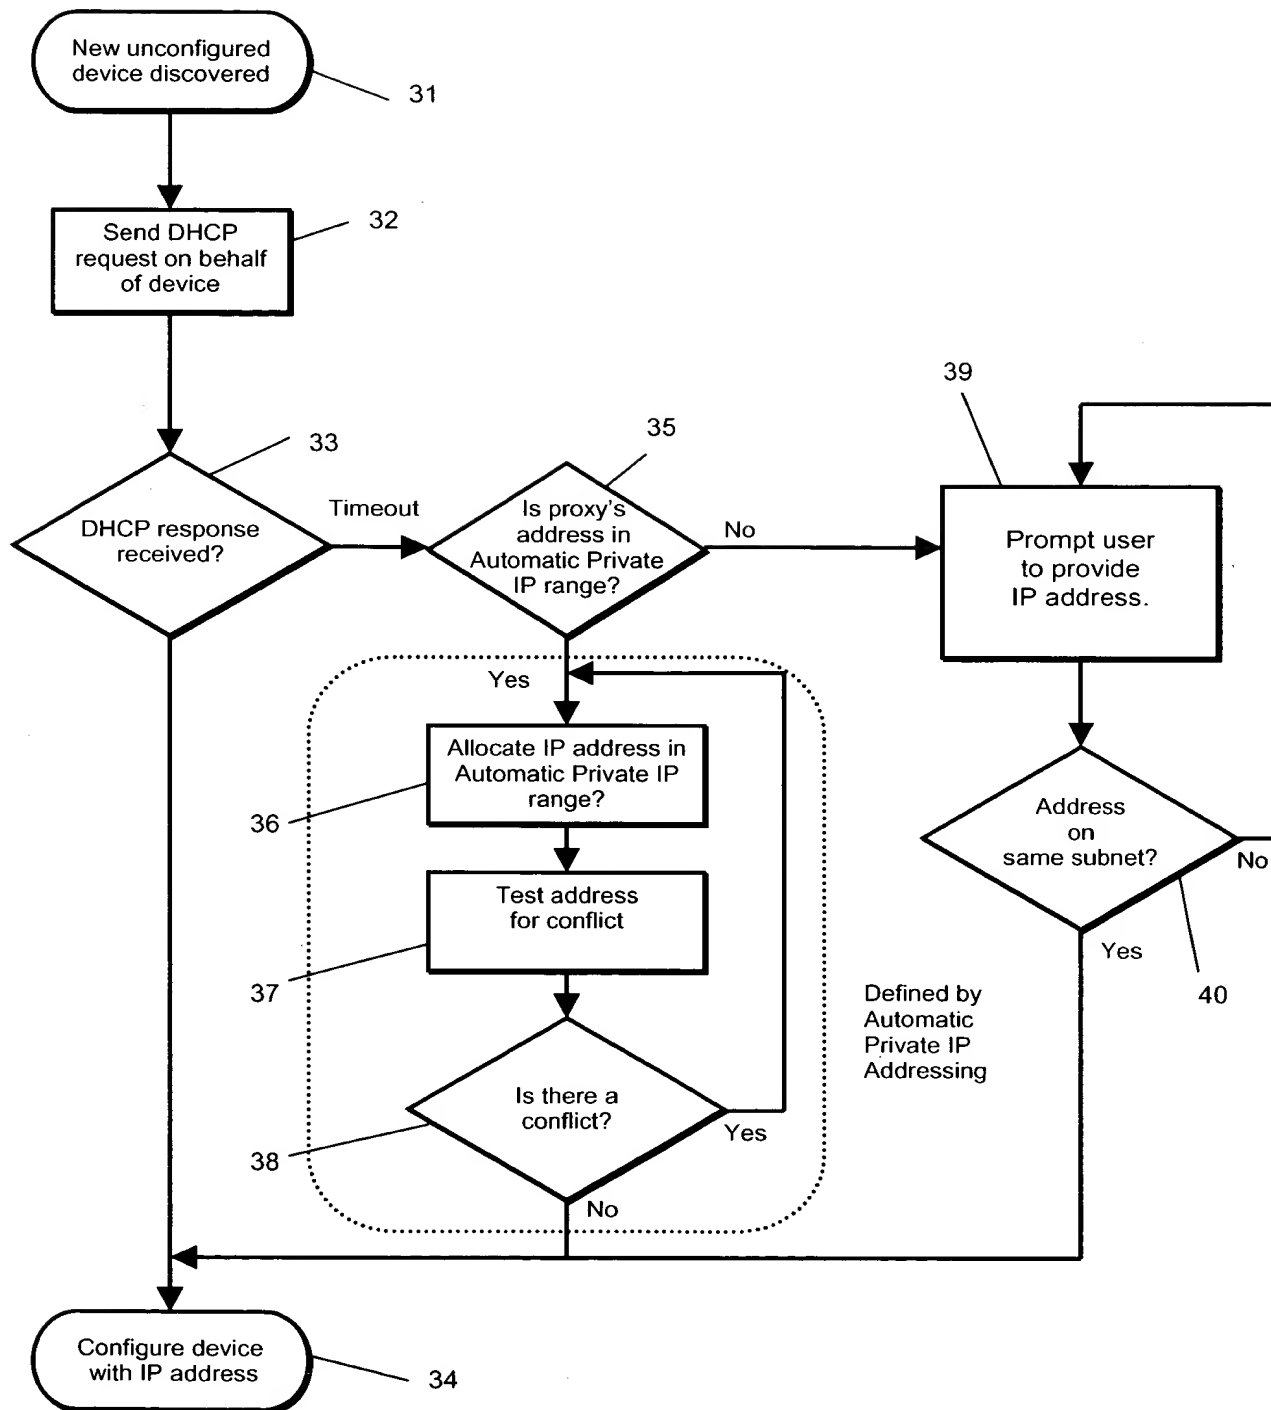 New unconfigured
device discovered
31
Send DHCP
request on behalf
of device
32
39
33
35
DHCP response
received?
Timeout
Is proxy's
address in
Automatic Private
IP range?
No
Prompt user
to provide
IP address.
Yes
Allocate IP address in
Automatic Private IP
range?
36
Address
on
same subnet?
No
Test address
for conflict
37
Yes
40
Defined by
Automatic
Private IP
Addressing
Is there a
conflict?
Yes
38
No
Configure device
with IP address
34